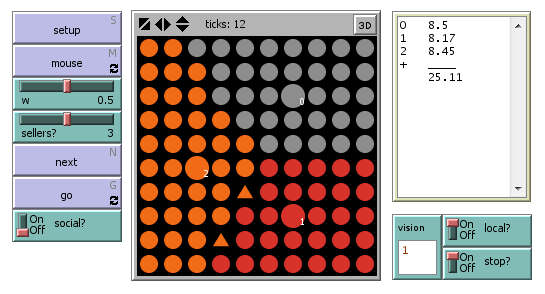 S
setup
M
mouse
w 0.5
sellers? 3
N
next
G
go
On
Off
social?
ticks: 12
3D
0
2
1
0 8.5
1 8.17
2 8.45
+ ____
25.11
vision
1
On
Off
local?
On
Off
stop?